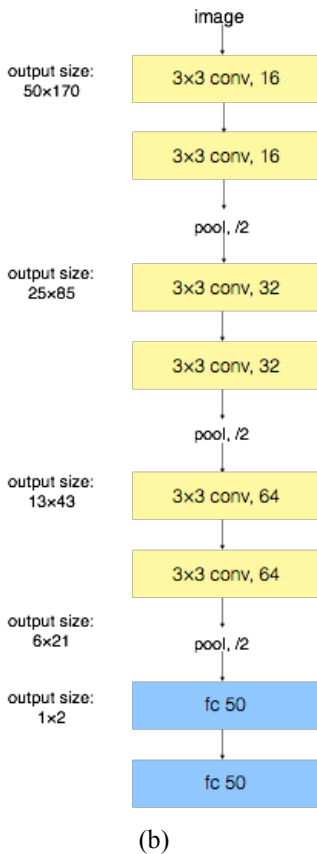 image
output size:
50×170
3×3 conv, 16
3×3 conv, 16
pool, /2
output size:
25×85
3×3 conv, 32
3×3 conv, 32
pool, /2
output size:
13×43
3×3 conv, 64
3×3 conv, 64
output size:
6×21
pool, /2
output size:
1×2
fc 50
fc 50
(b)